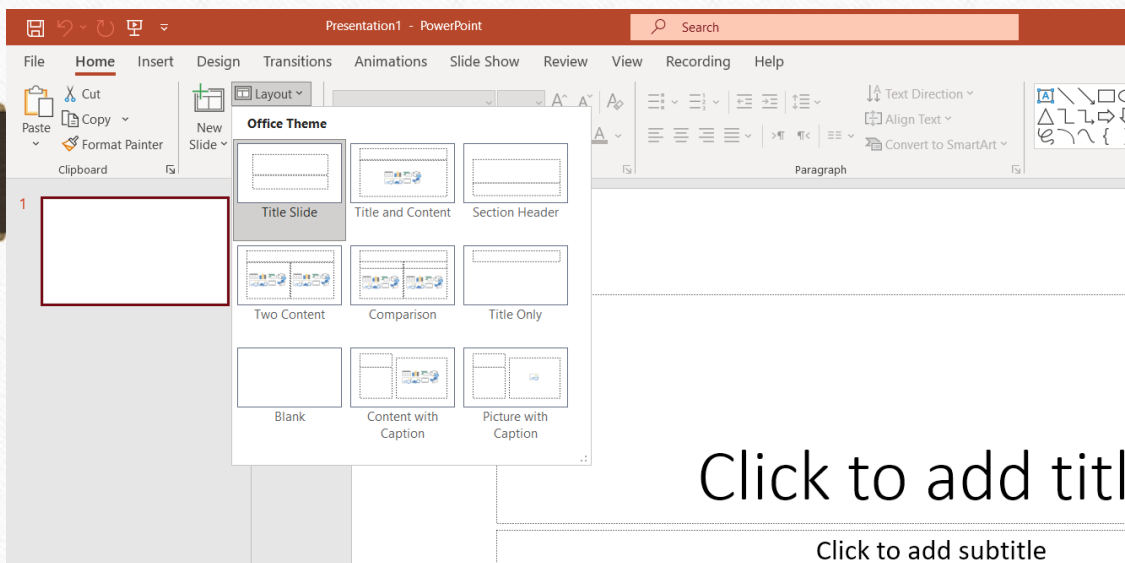 Presentation1 - PowerPoint
Search
File Home Insert Design Transitions Animations Slide Show Review View Recording Help
Paste
Cut
Copy
Format Painter
Clipboard
New
Slide
Layout
A A A
A
Text Direction
Align Text
Convert to SmartArt
Paragraph
A
Office Theme
Title Slide
Title and Content
Section Header
Two Content
Comparison
Title Only
Blank
Content with
Caption
Picture with
Caption
1
Click to add titl
Click to add subtitle